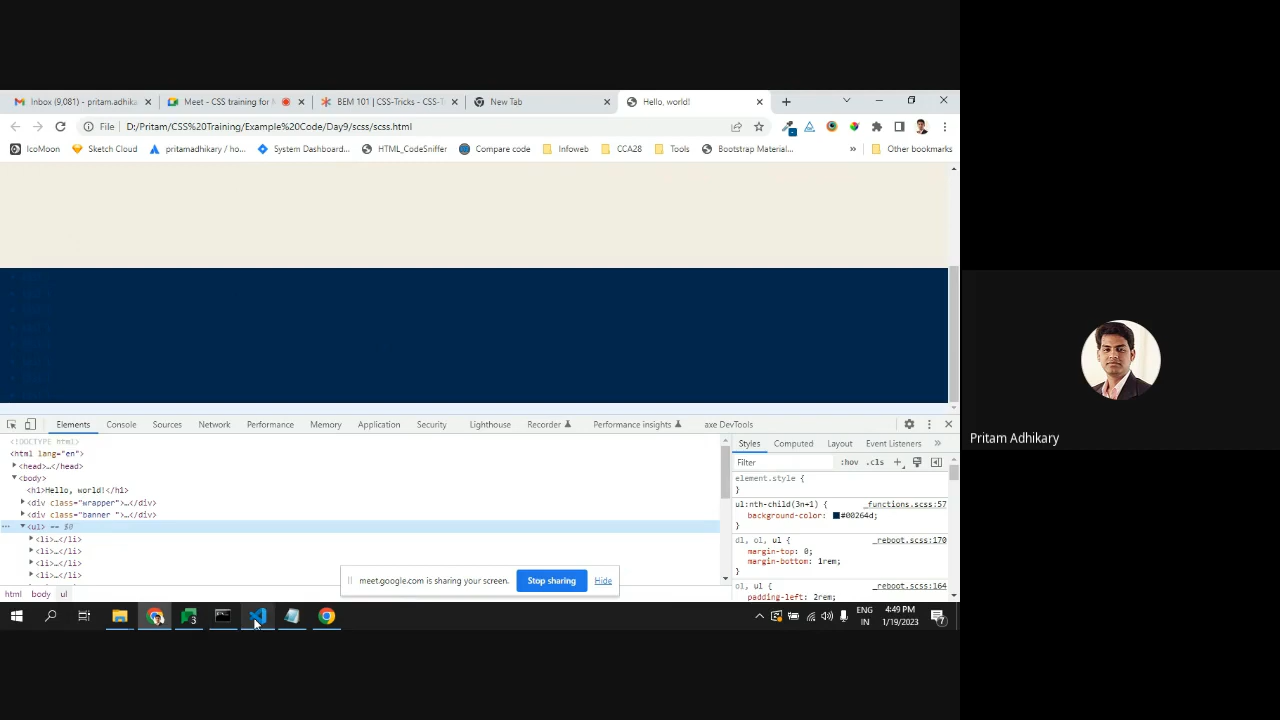 Inbox (9,081) - pritam.adhika
Meet - CSS training for M
BEM 101 | CSS-Tricks - CSS-T
New Tab
Hello, world!
File
D:/Pritam/CSS%20Training/Example%20Code/Day9/scss/scss.html
IcoMoon
Sketch Cloud
pritamadhikary / ho...
System Dashboard...
HTML_CodeSniffer
Compare code
Infoweb
CCA28
Tools
Bootstrap Material...
»
Other bookmarks
Elements
Console
Sources
Network
Performance
Memory
Application
Security
Lighthouse
Recorder
Performance insights
axe DevTools
<!DOCTYPE html>
<html lang="en">
<head>…</head>
<body>
<h1>Hello, world!</h1>
<div class="wrapper">…</div>
<div class="banner ">…</div>
<ul> == $0
<li>…</li>
<li>…</li>
<li>…</li>
<li>…</li>
html body ul
Styles
Computed
Layout
Event Listeners
»
Filter
:hov .cls +
element.style {
}
ul:nth-child(3n+1) { _functions.scss:57
background-color: #00264d;
}
dl, ol, ul { _reboot.scss:170
margin-top: 0;
margin-bottom: 1rem;
}
ol, ul { _reboot.scss:164
padding-left: 2rem;
meet.google.com is sharing your screen.
Stop sharing
Hide
ENG
IN
4:49 PM
1/19/2023
Pritam Adhikary